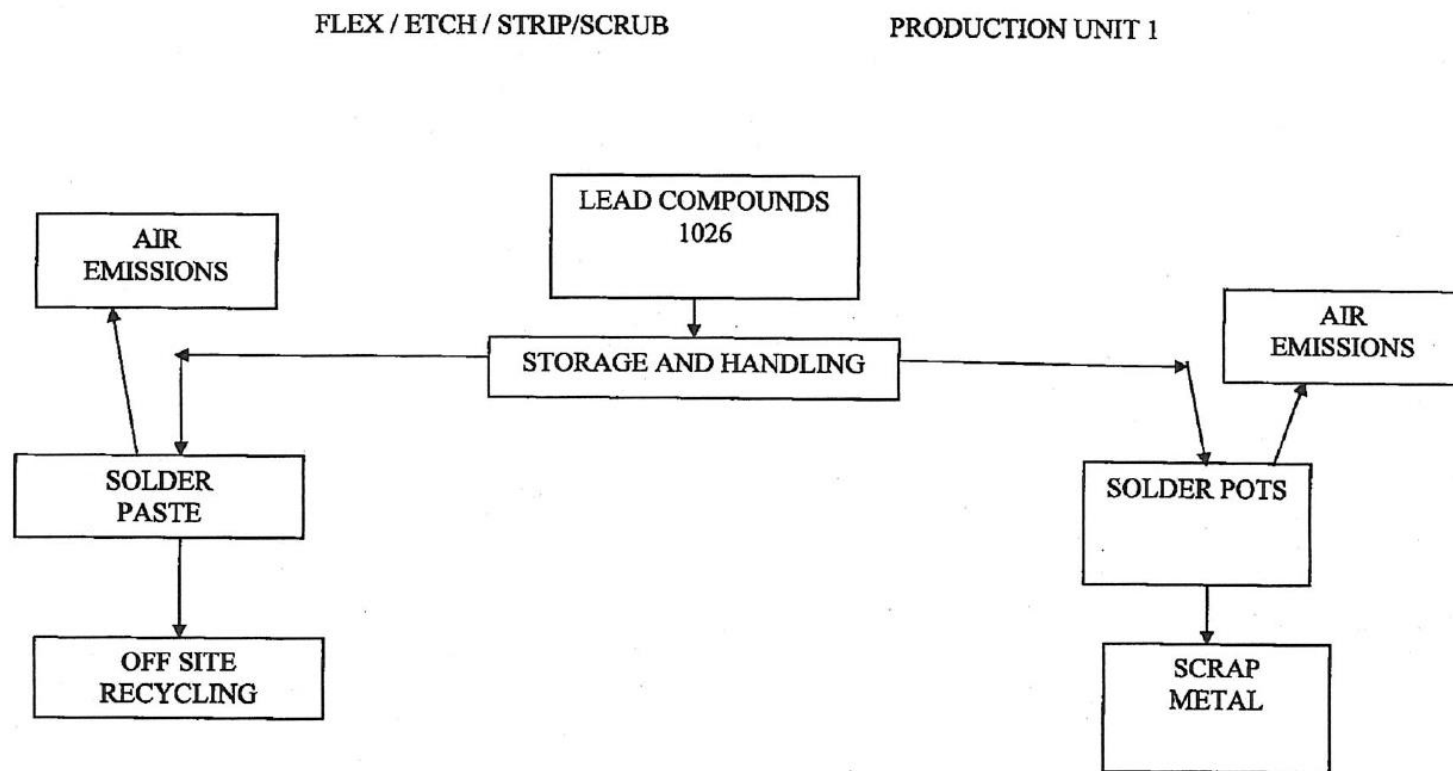 FLEX / ETCH / STRIP/SCRUB PRODUCTION UNIT 1
LEAD COMPOUNDS
1026
AIR
EMISSIONS
AIR
EMISSIONS
STORAGE AND HANDLING
SOLDER
PASTE
SOLDER POTS
OFF SITE
RECYCLING
SCRAP
METAL